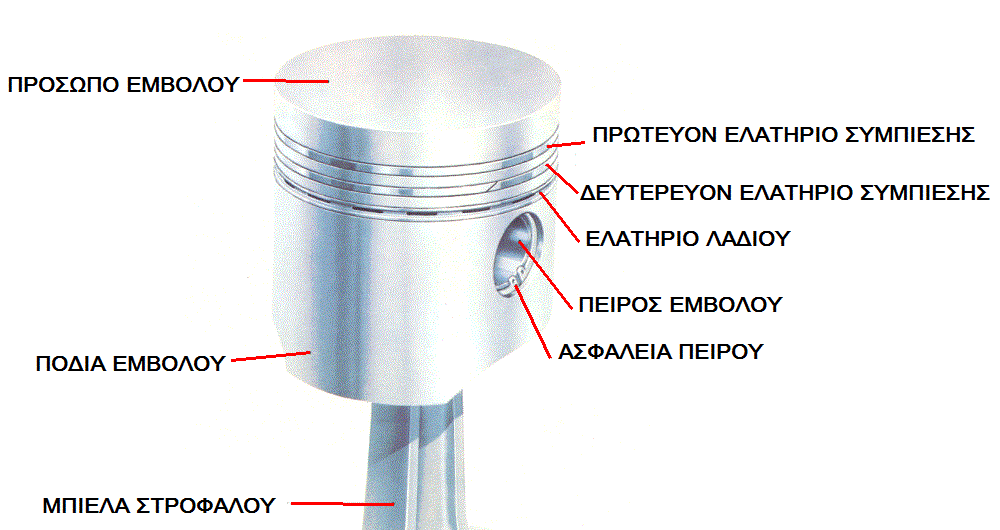 ΠΡΟΣΩΠΟ ΕΜΒΟΛΟΥ
ΠΡΩΤΕΥΟΝ ΕΛΑΤΗΡΙΟ ΣΥΜΠΙΕΣΗΣ
ΔΕΥΤΕΡΕΥΟΝ ΕΛΑΤΗΡΙΟ ΣΥΜΠΙΕΣΗΣ
ΕΛΑΤΗΡΙΟ ΛΑΔΙΟΥ
ΠΕΙΡΟΣ ΕΜΒΟΛΟΥ
ΑΣΦΑΛΕΙΑ ΠΕΙΡΟΥ
ΠΟΔΙΑ ΕΜΒΟΛΟΥ
ΜΠΙΕΛΑ ΣΤΡΟΦΑΛΟΥ